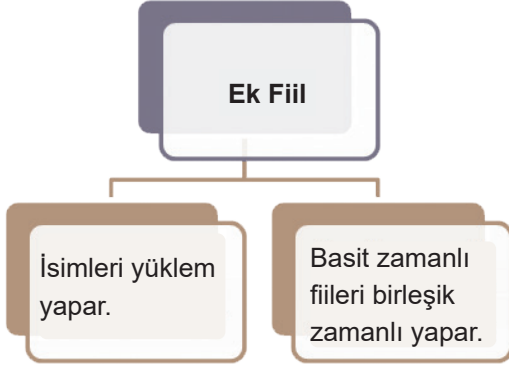 Ek Fiil
İsimleri yüklem
yapar.
Basit zamanlı
fiileri birleşik
zamanlı yapar.